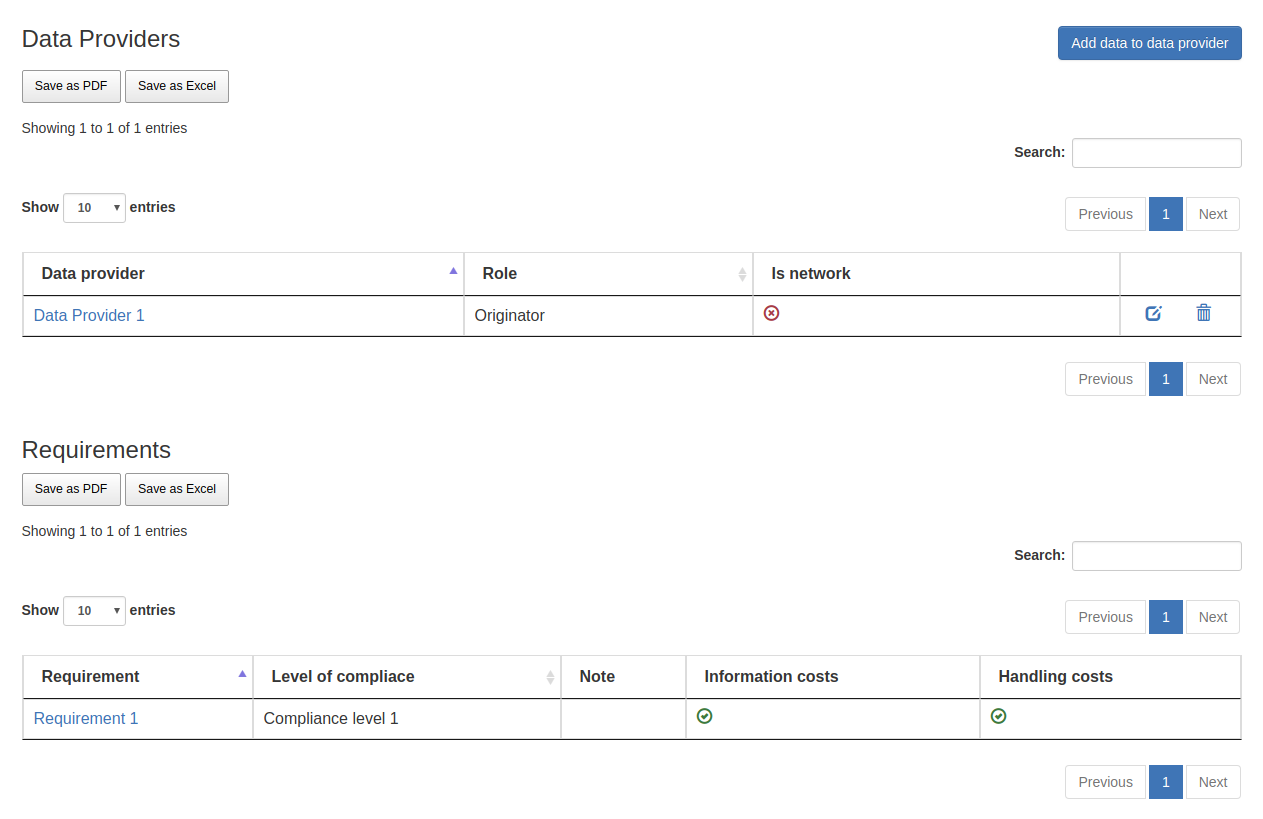 Data Providers
Add data to data provider
Save as PDF Save as Excel
Showing 1 to 1 of 1 entries
Search:
Show 10 entries
Previous 1 Next
Data provider Role Is network
Data Provider 1 Originator
Previous 1 Next
Requirements
Save as PDF Save as Excel
Showing 1 to 1 of 1 entries
Search:
Show 10 entries
Previous 1 Next
Requirement Level of compliace Note Information costs Handling costs
Requirement 1 Compliance level 1
Previous 1 Next